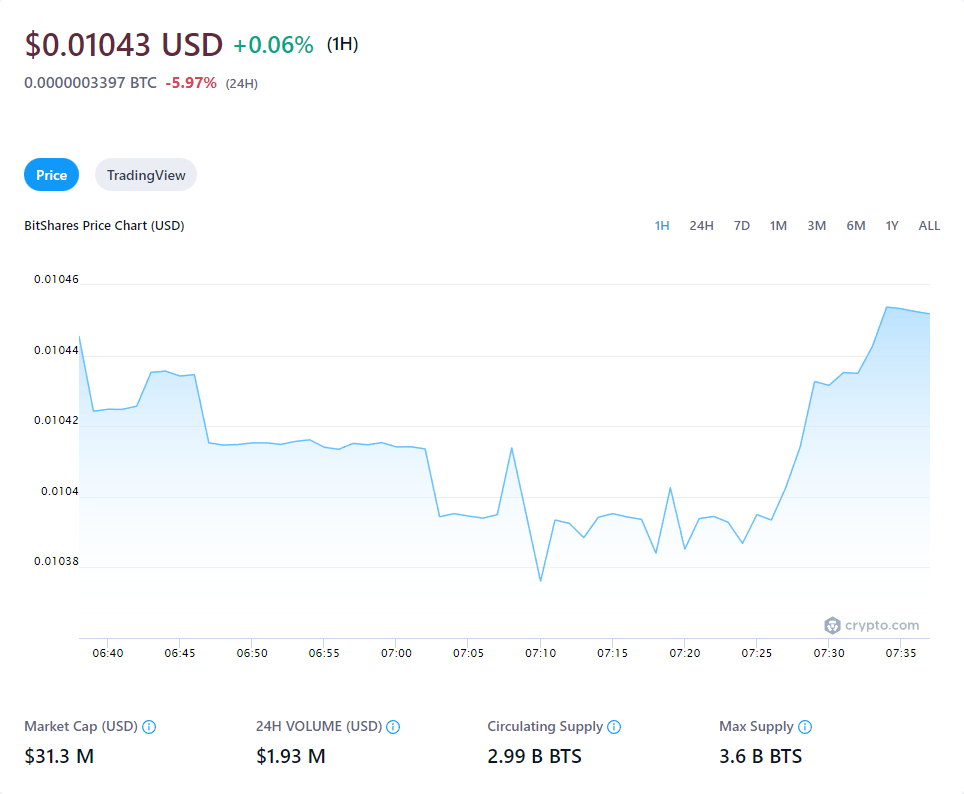 $0.01043 USD +0.06% (1H)
0.0000003397 BTC -5.97% (24H)
Price TradingView
BitShares Price Chart (USD) 1H 24H 7D 1M 3M 6M 1Y ALL
0.01046
0.01044
0.01042
0.0104
0.01038
crypto.com
06:40 06:45 06:50 06:55 07:00 07:05 07:10 07:15 07:20 07:25 07:30 07:35
Market Cap (USD) 24H VOLUME (USD) Circulating Supply Max Supply
$31.3 M $1.93 M 2.99 B BTS 3.6 B BTS